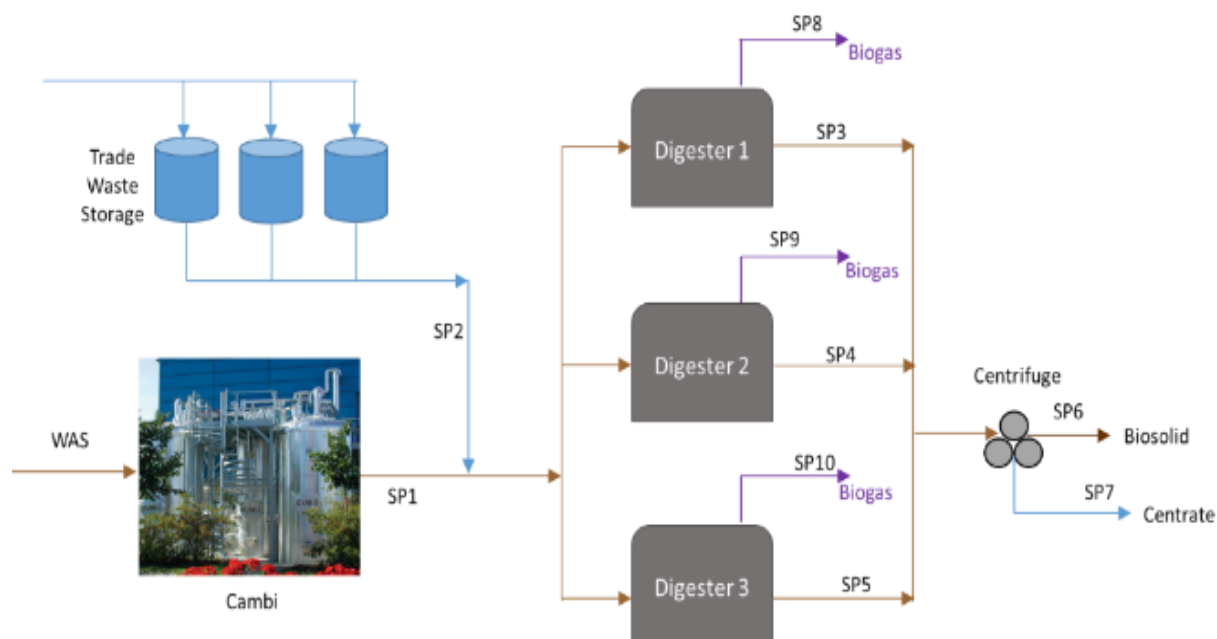 SP8
Biogas
Trade
Waste
Storage
Digester 1
SP3
SP9
Biogas
SP2
Digester 2
SP4
Centrifuge
SP6
Biosolid
WAS
SP1
SP10
Biogas
SP7
Centrate
Digester 3
SP5
Cambi